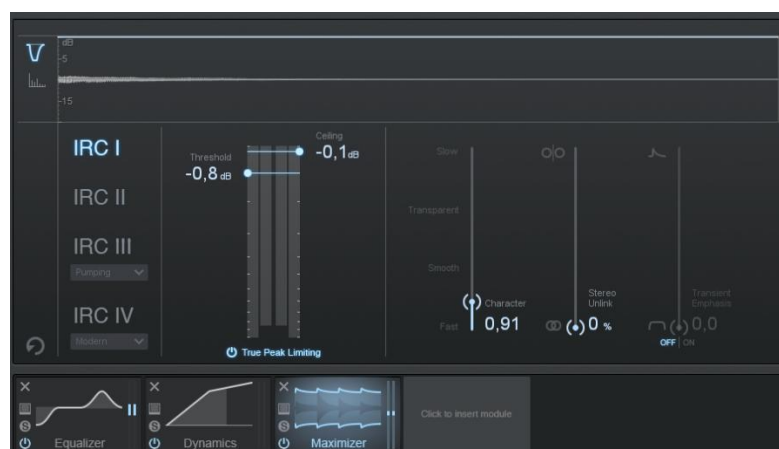 dB
-5
-15
IRC I
IRC II
IRC III
Pumping
IRC IV
Modern
Threshold
-0,8 dB
Ceiling
-0,1 dB
True Peak Limiting
Slow
Transparent
Smooth
Fast
Character
0,91
Stereo
Unlink
0 %
Transient
Emphasis
0,0
OFF | ON
S
Equalizer
S
Dynamics
S
Maximizer
Click to insert module